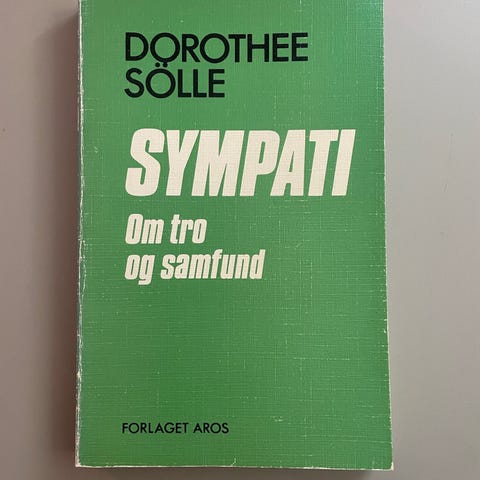 DOROTHEE
SÖLLE
SYMPATI
Om tro
og samfund
FORLAGET AROS